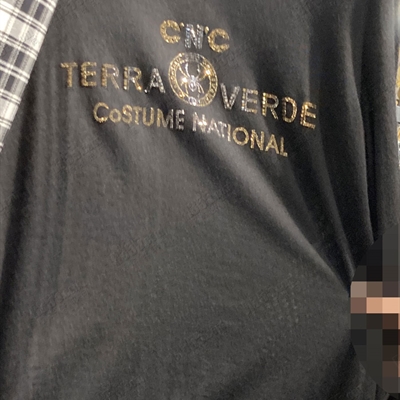 C'N'C
TERRA VERDE
CoSTUME NATIONAL